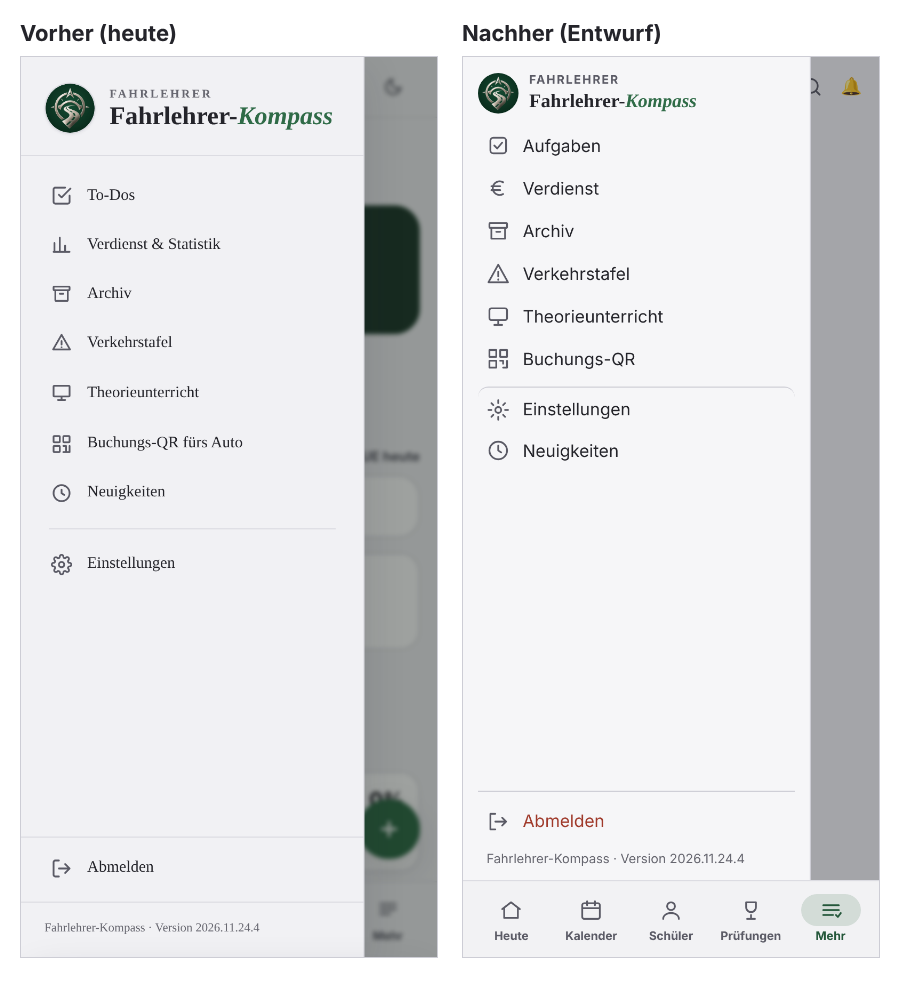 Vorher (heute)
FAHRLEHRER
Fahrlehrer-Kompass
To-Dos
Verdienst & Statistik
Archiv
Verkehrstafel
Theorieunterricht
Buchungs-QR fürs Auto
Neuigkeiten
Einstellungen
Abmelden
Fahrlehrer-Kompass · Version 2026.11.24.4
heute
Mehr
Nachher (Entwurf)
FAHRLEHRER
Fahrlehrer-Kompass
Aufgaben
Verdienst
Archiv
Verkehrstafel
Theorieunterricht
Buchungs-QR
Einstellungen
Neuigkeiten
Abmelden
Fahrlehrer-Kompass · Version 2026.11.24.4
Heute
Kalender
Schüler
Prüfungen
Mehr